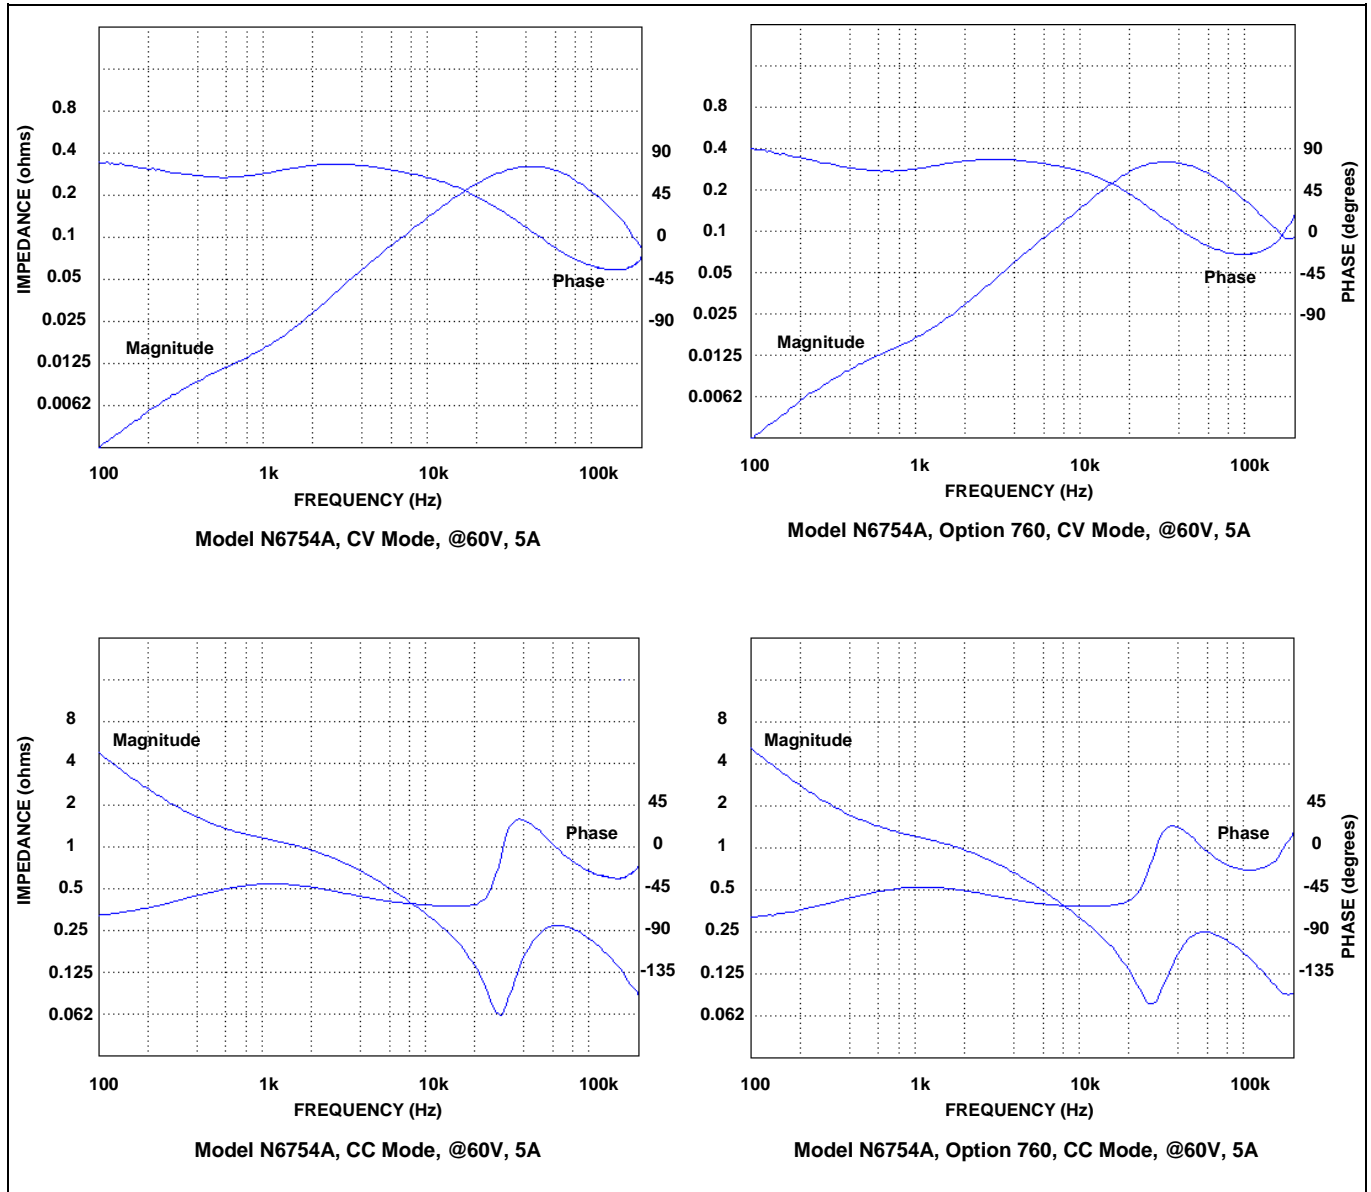 IMPEDANCE (ohms)
0.8
0.4
0.2
0.1
0.05
0.025
0.0125
0.0062
90
45
0
-45
-90
Phase
Magnitude
100 1k 10k 100k
FREQUENCY (Hz)
Model N6754A, CV Mode, @60V, 5A
0.8
0.4
0.2
0.1
0.05
0.025
0.0125
0.0062
90
45
0
-45
-90
PHASE (degrees)
Phase
Magnitude
100 1k 10k 100k
FREQUENCY (Hz)
Model N6754A, Option 760, CV Mode, @60V, 5A
IMPEDANCE (ohms)
8
4
2
1
0.5
0.25
0.125
0.062
Magnitude
45
0
-45
-90
-135
Phase
100 1k 10k 100k
FREQUENCY (Hz)
Model N6754A, CC Mode, @60V, 5A
8
4
2
1
0.5
0.25
0.125
0.062
Magnitude
45
0
-45
-90
-135
PHASE (degrees)
Phase
100 1k 10k 100k
FREQUENCY (Hz)
Model N6754A, Option 760, CC Mode, @60V, 5A